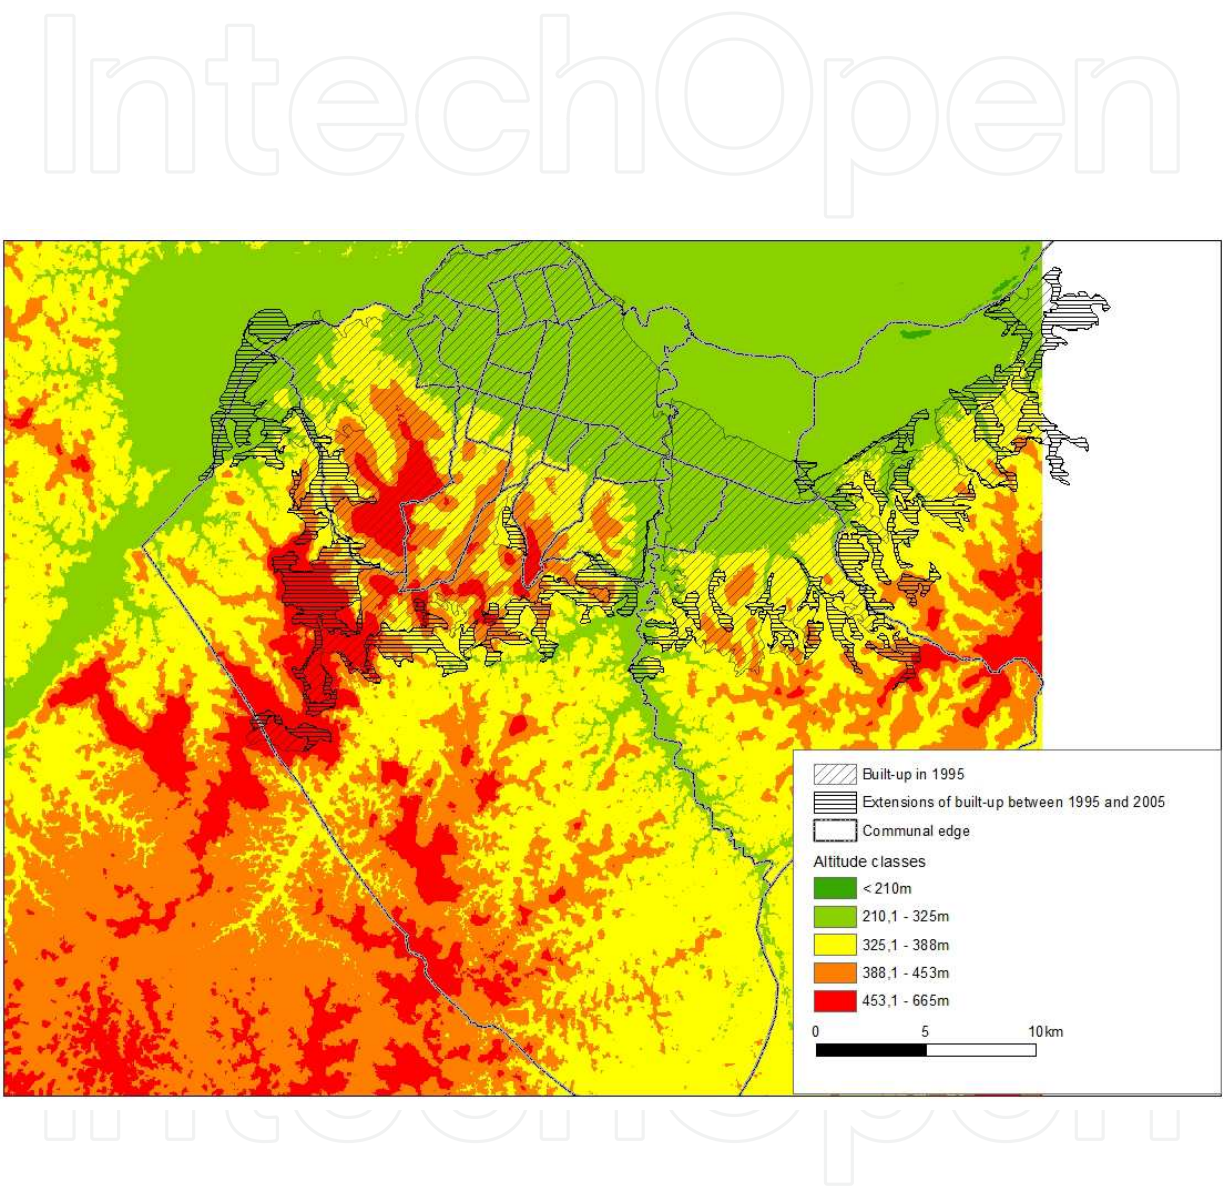 IntechOpen
Built-up in 1995
Extensions of built-up between 1995 and 2005
Communal edge
Altitude classes
< 210m
210,1 - 325m
325,1 - 388m
388,1 - 453m
453,1 - 665m
0 5 10km
IntechOpen